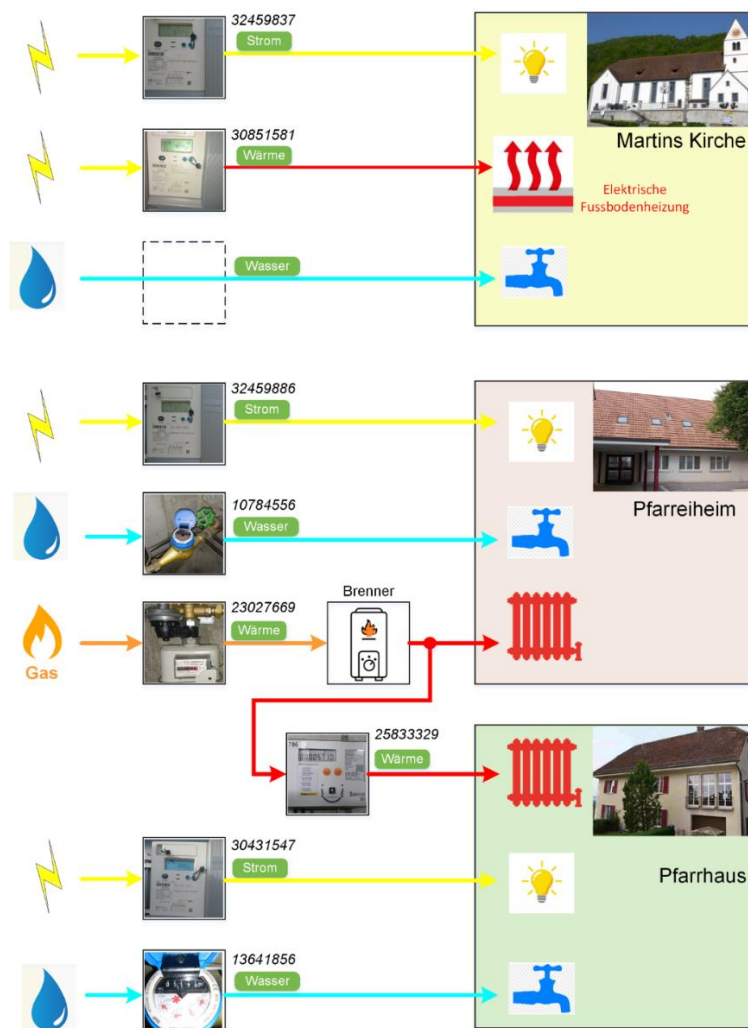 32459837
Strom
30851581
Wärme
Martins Kirche
Elektrische
Fussbodenheizung
Wasser
32459886
Strom
10784556
Wasser
Pfarreiheim
Brenner
23027669
Wärme
Gas
25833329
Wärme
30431547
Strom
Pfarrhaus
13641856
Wasser